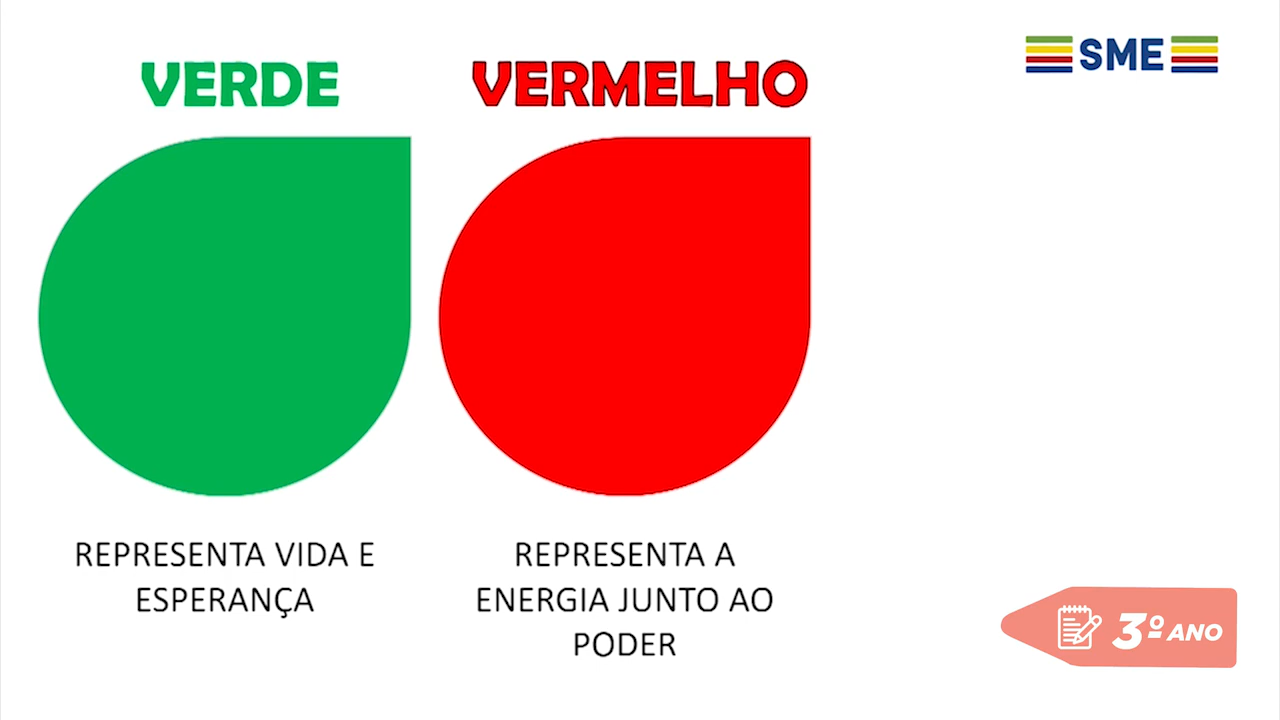 VERDE
VERMELHO
SME
REPRESENTA VIDA E
ESPERANÇA
REPRESENTA A
ENERGIA JUNTO AO
PODER
3º ANO